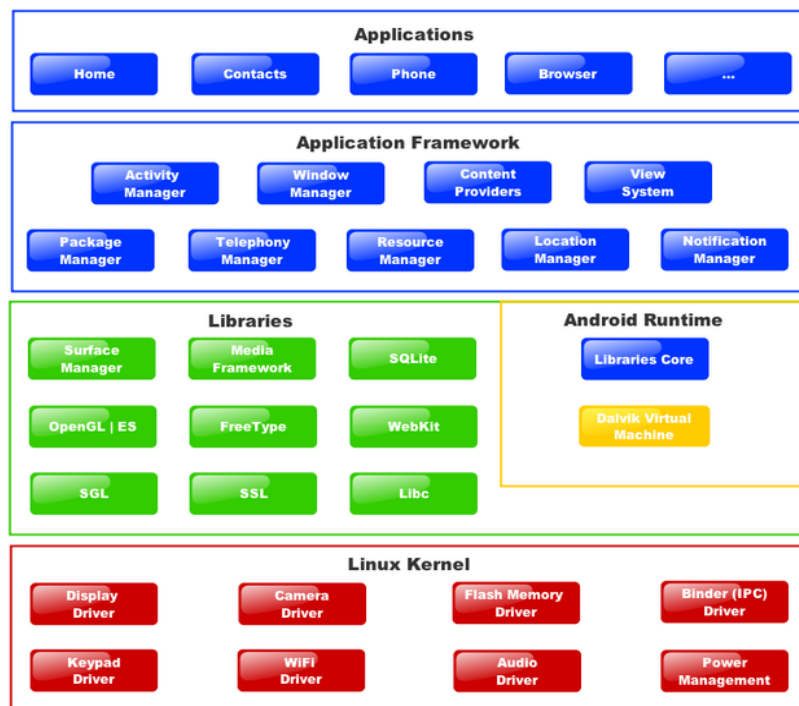 Applications
Home
Contacts
Phone
Browser
...
Application Framework
Activity
Manager
Window
Manager
Content
Providers
View
System
Package
Manager
Telephony
Manager
Resource
Manager
Location
Manager
Notification
Manager
Libraries
Surface
Manager
Media
Framework
SQLite
OpenGL | ES
FreeType
WebKit
SGL
SSL
Libc
Android Runtime
Libraries Core
Dalvik Virtual
Machine
Linux Kernel
Display
Driver
Camera
Driver
Flash Memory
Driver
Binder (IPC)
Driver
Keypad
Driver
WiFi
Driver
Audio
Driver
Power
Management